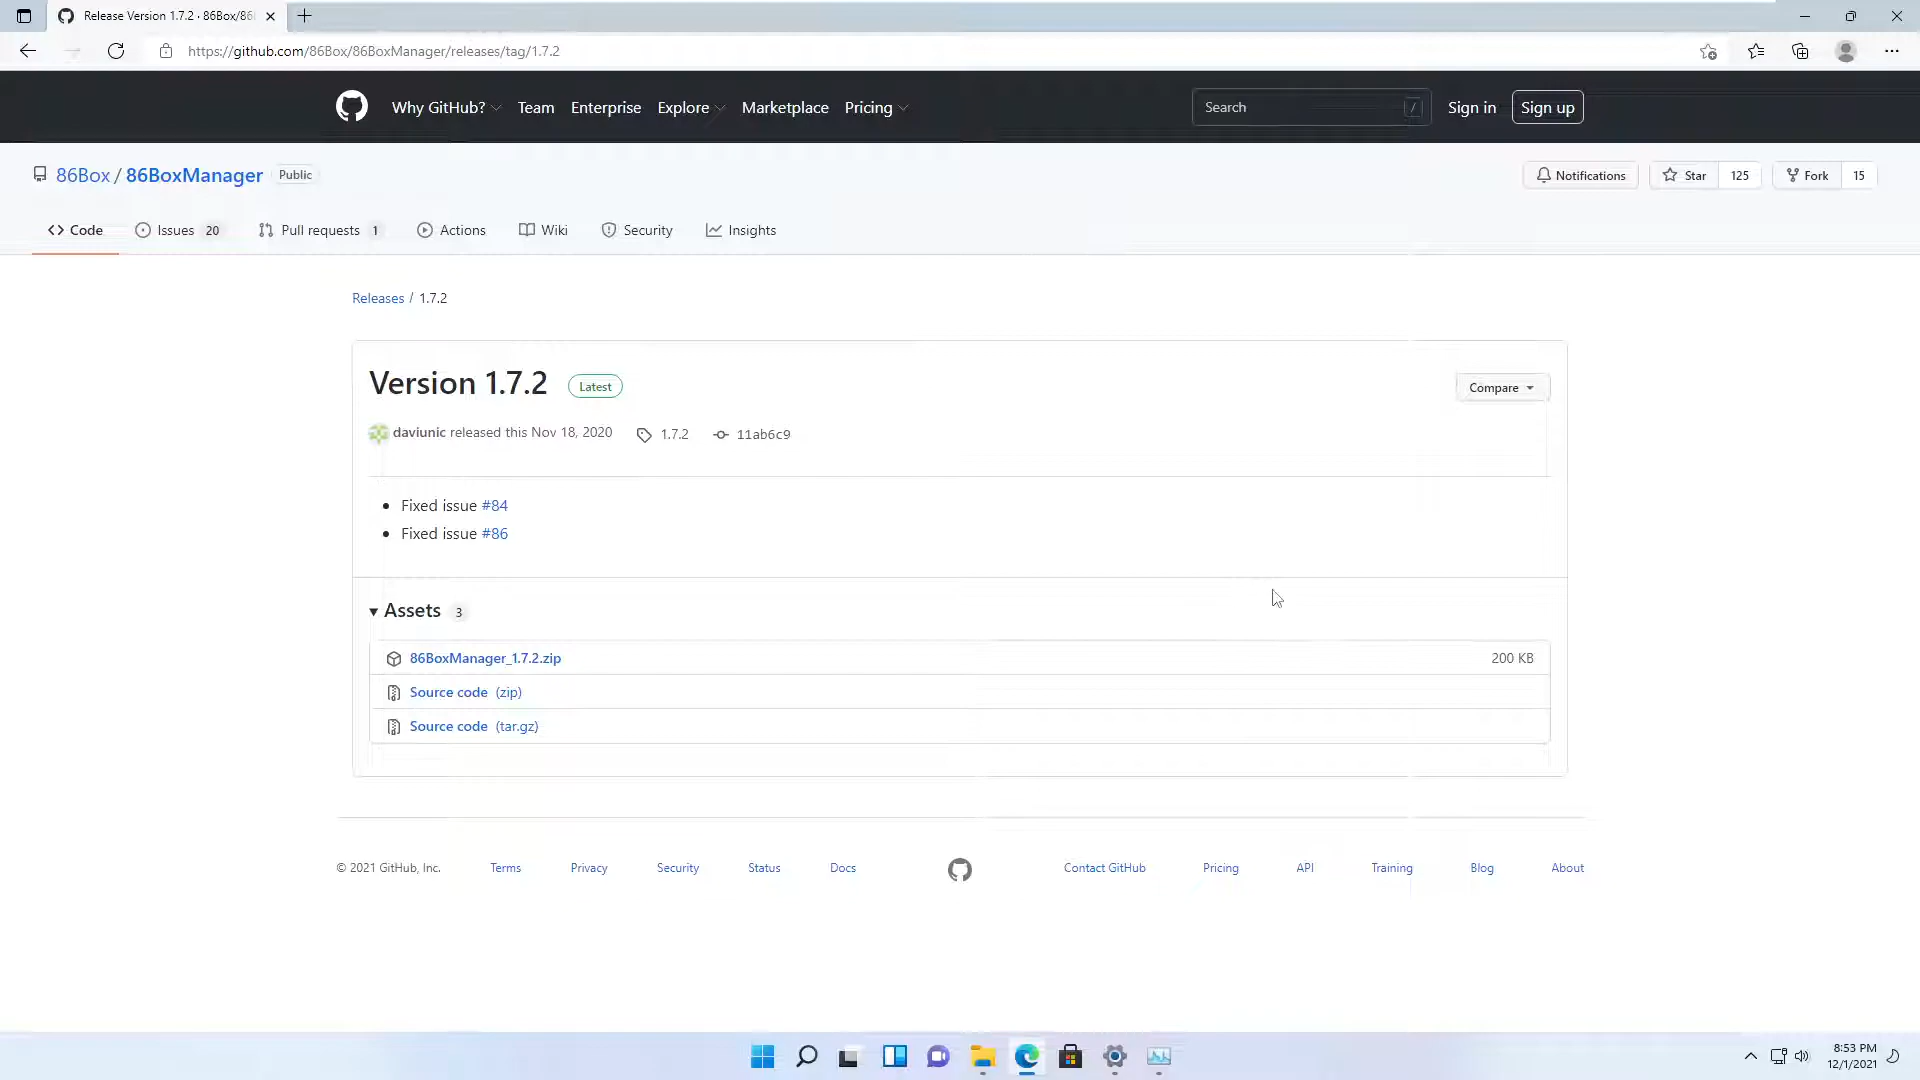 Release Version 1.7.2 · 86Box/86
https://github.com/86Box/86BoxManager/releases/tag/1.7.2
Why GitHub? Team Enterprise Explore Marketplace Pricing Search / Sign in Sign up
86Box / 86BoxManager Public Notifications Star 125 Fork 15
Code Issues 20 Pull requests 1 Actions Wiki Security Insights
Releases / 1.7.2
Version 1.7.2 Latest Compare
daviunic released this Nov 18, 2020 1.7.2 11ab6c9
• Fixed issue #84
• Fixed issue #86
Assets 3
86BoxManager_1.7.2.zip 200 KB
Source code (zip)
Source code (tar.gz)
© 2021 GitHub, Inc. Terms Privacy Security Status Docs Contact GitHub Pricing API Training Blog About
8:53 PM
12/1/2021